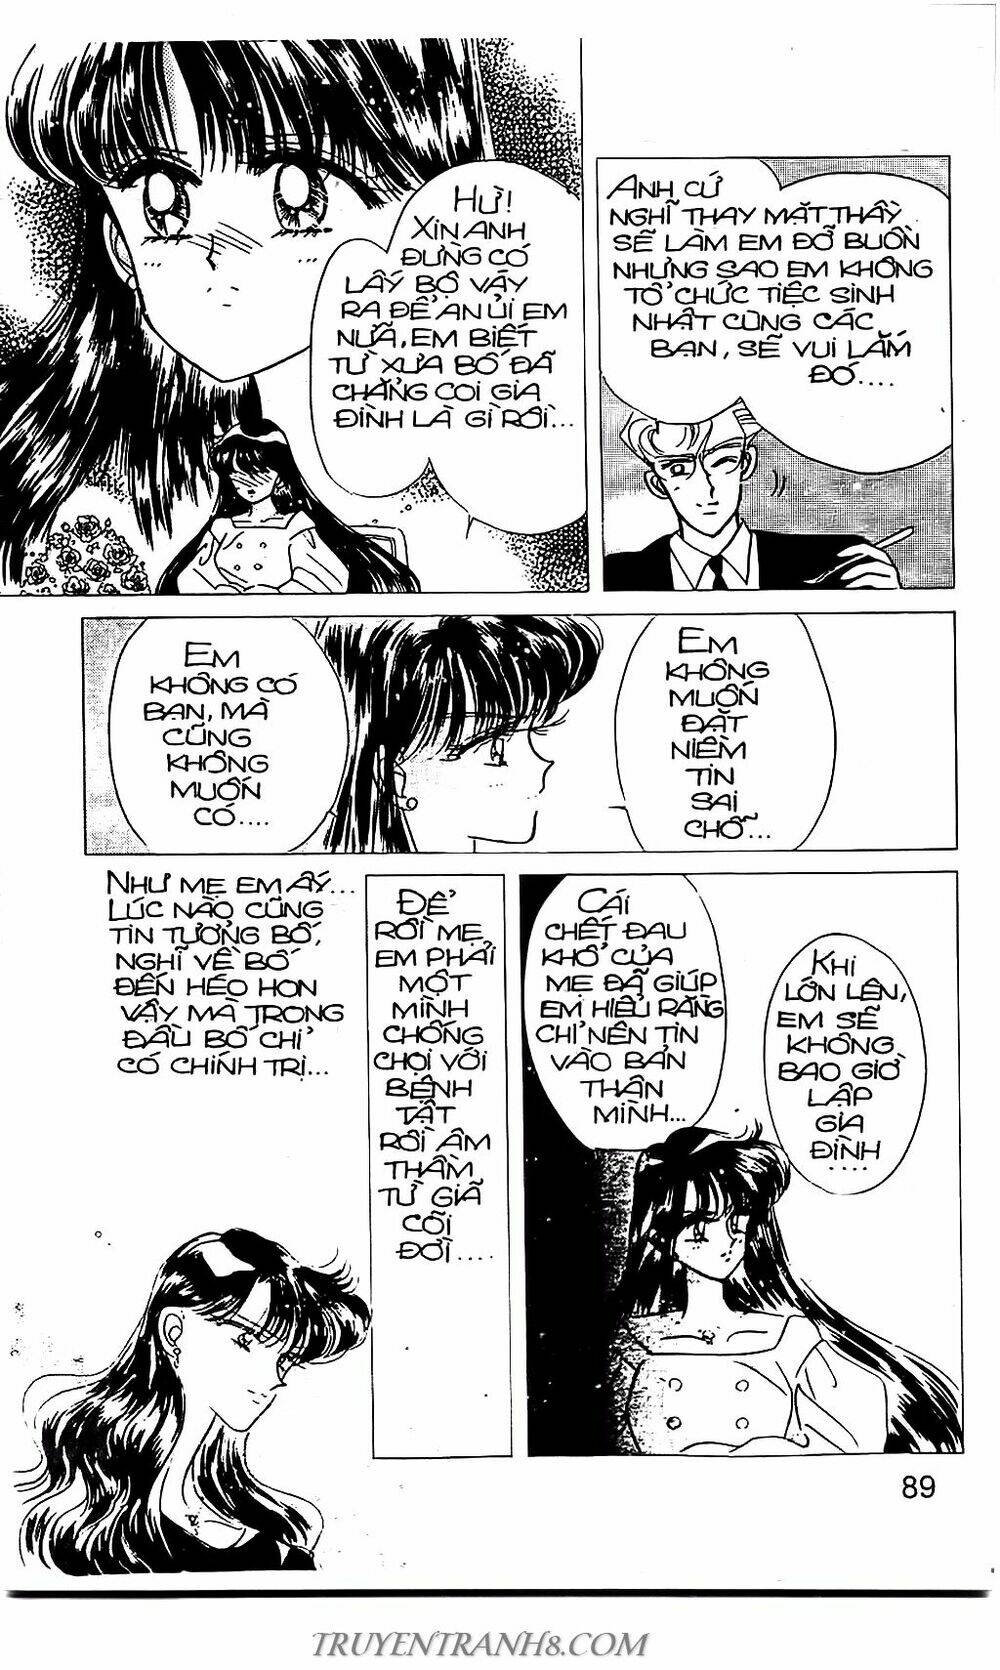 HỪ!
XIN ANH
ĐỪNG CÓ
LẤY BỘ VÁY
RA ĐỂ AN ỦI EM
NỮA, EM BIẾT
TỪ XƯA BỐ ĐÃ
CHẲNG COI GIA
ĐÌNH LÀ GÌ RỒI...
ANH CỨ
NGHĨ THAY MẶT THẦY
SẼ LÀM EM ĐỞ BUỒN
NHƯNG SAO EM KHÔNG
TỔ CHỨC TIỆC SINH
NHẬT CÙNG CÁC
BẠN, SẼ VUI LẮM
ĐÓ....
EM
KHÔNG CÓ
BẠN, MÀ
CŨNG
KHÔNG
MUỐN
CÓ....
EM
KHÔNG
MUỐN
ĐẶT
NIỀM
TIN
SAI
CHỖ...
NHƯ MẸ EM ẤY...
LÚC NÀO CŨNG
TIN TƯỞNG BỐ,
NGHĨ VỀ BỐ
ĐẾN HÉO HON
VẬY MÀ TRONG
ĐẦU BỐ CHỈ
CÓ CHÍNH TRỊ...
ĐỂ
RỒI MẸ
EM PHẢI
MỘT
MÌNH
CHỐNG
CHỌI VỚI
BỆNH
TẬT
RỒI ÂM
THẦM
TỪ GIÃ
CÕI
ĐỜI....
CÁI
CHẾT ĐAU
KHỔ CỦA
MẸ ĐÃ GIÚP
EM HIỂU RẰNG
CHỈ NÊN TIN
VÀO BẢN
THÂN
MÌNH...
KHI
LỚN LÊN,
EM SẼ
KHÔNG
BAO GIỜ
LẬP
GIA
ĐÌNH
....
89
TRUYENTRANH8.COM